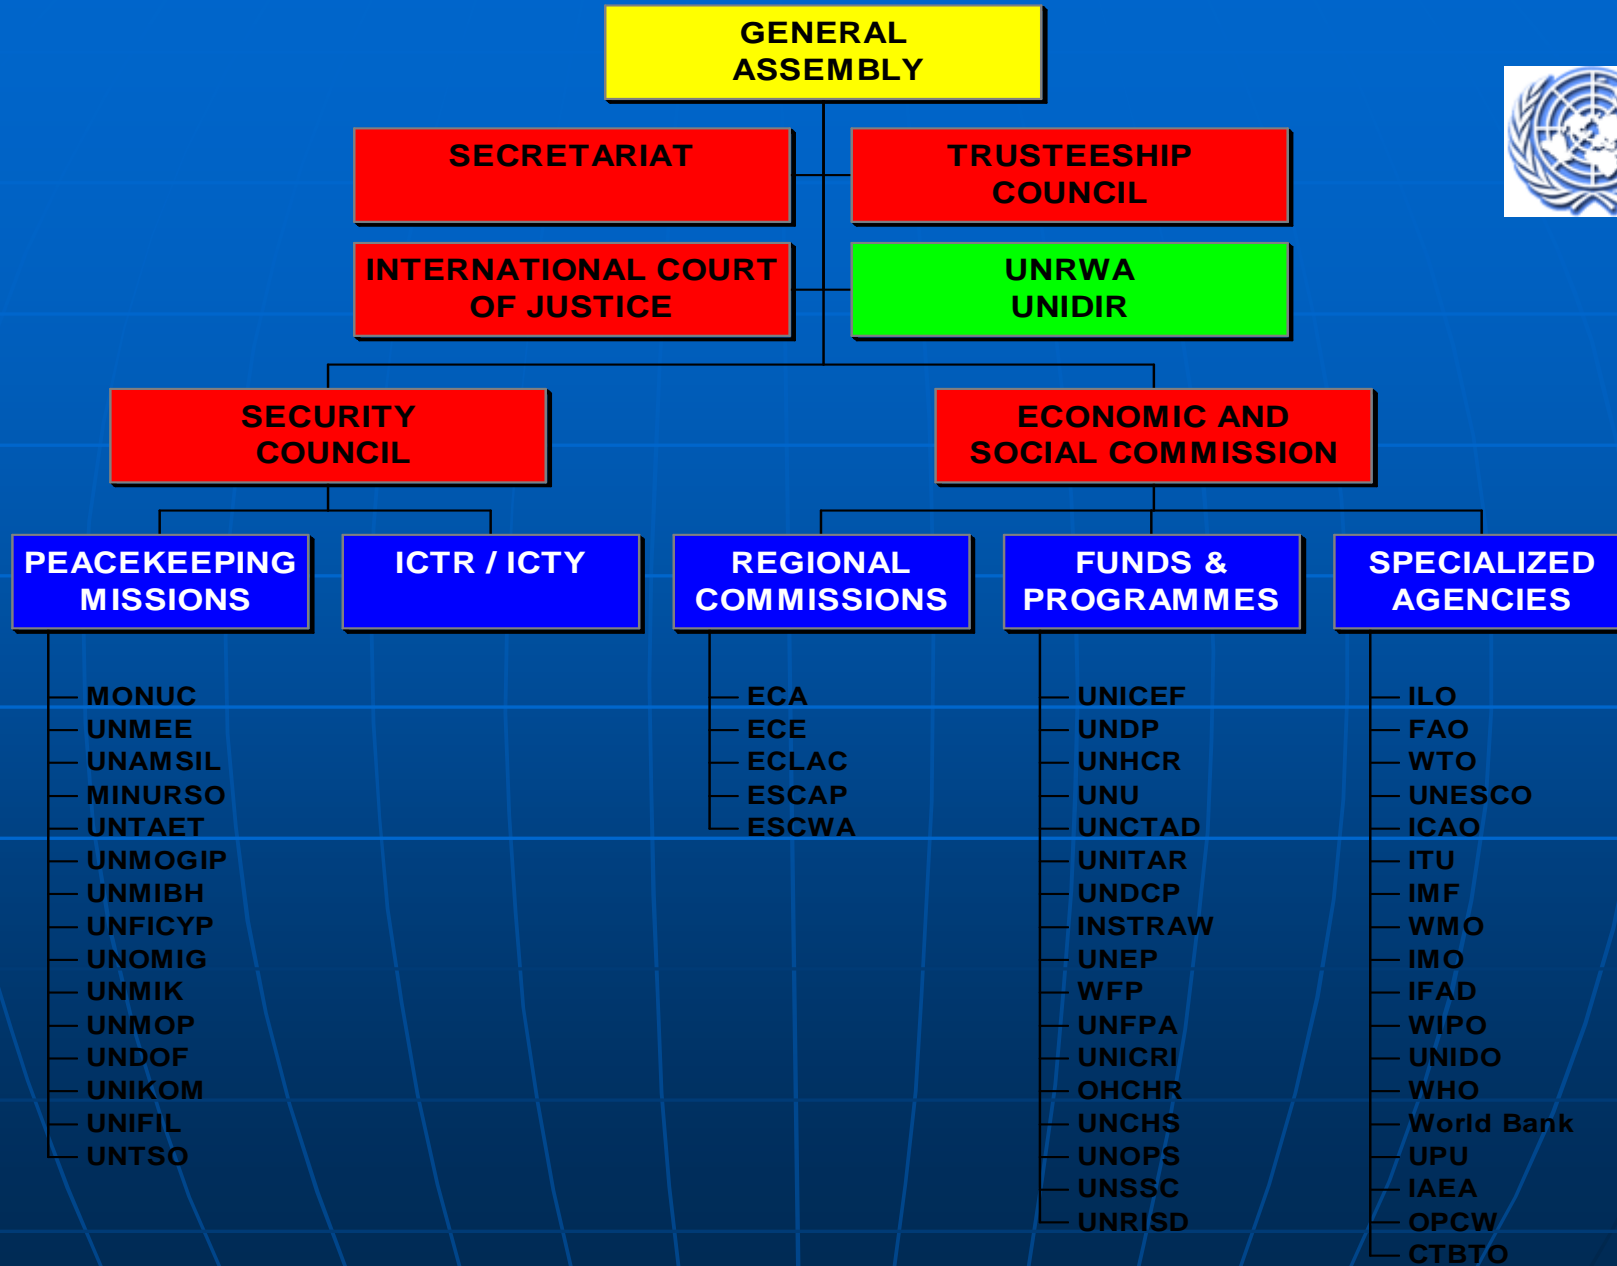 GENERAL
ASSEMBLY
SECRETARIAT
TRUSTEESHIP
COUNCIL
INTERNATIONAL COURT
OF JUSTICE
UNRWA
UNIDIR
SECURITY
COUNCIL
ECONOMIC AND
SOCIAL COMMISSION
PEACEKEEPING
MISSIONS
ICTR / ICTY
REGIONAL
COMMISSIONS
FUNDS &
PROGRAMMES
SPECIALIZED
AGENCIES
MONUC
UNMEE
UNAMSIL
MINURSO
UNTAET
UNMOGIP
UNMIBH
UNFICYP
UNOMIG
UNMIK
UNMOP
UNDOF
UNIKOM
UNIFIL
UNTSO
ECA
ECE
ECLAC
ESCAP
ESCWA
UNICEF
UNDP
UNHCR
UNU
UNCTAD
UNITAR
UNDCP
INSTRAW
UNEP
WFP
UNFPA
UNICRI
OHCHR
UNCHS
UNOPS
UNSSC
UNRISD
ILO
FAO
WTO
UNESCO
ICAO
ITU
IMF
WMO
IMO
IFAD
WIPO
UNIDO
WHO
World Bank
UPU
IAEA
OPCW
CTBTO